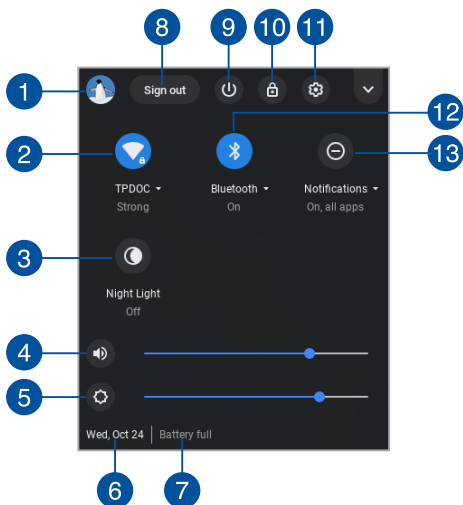 8 9 10 11
1 Sign out
12
2 13
TPDOC Bluetooth Notifications
Strong On On, all apps
3
Night Light
Off
4
5
Wed, Oct 24 Battery full
6 7